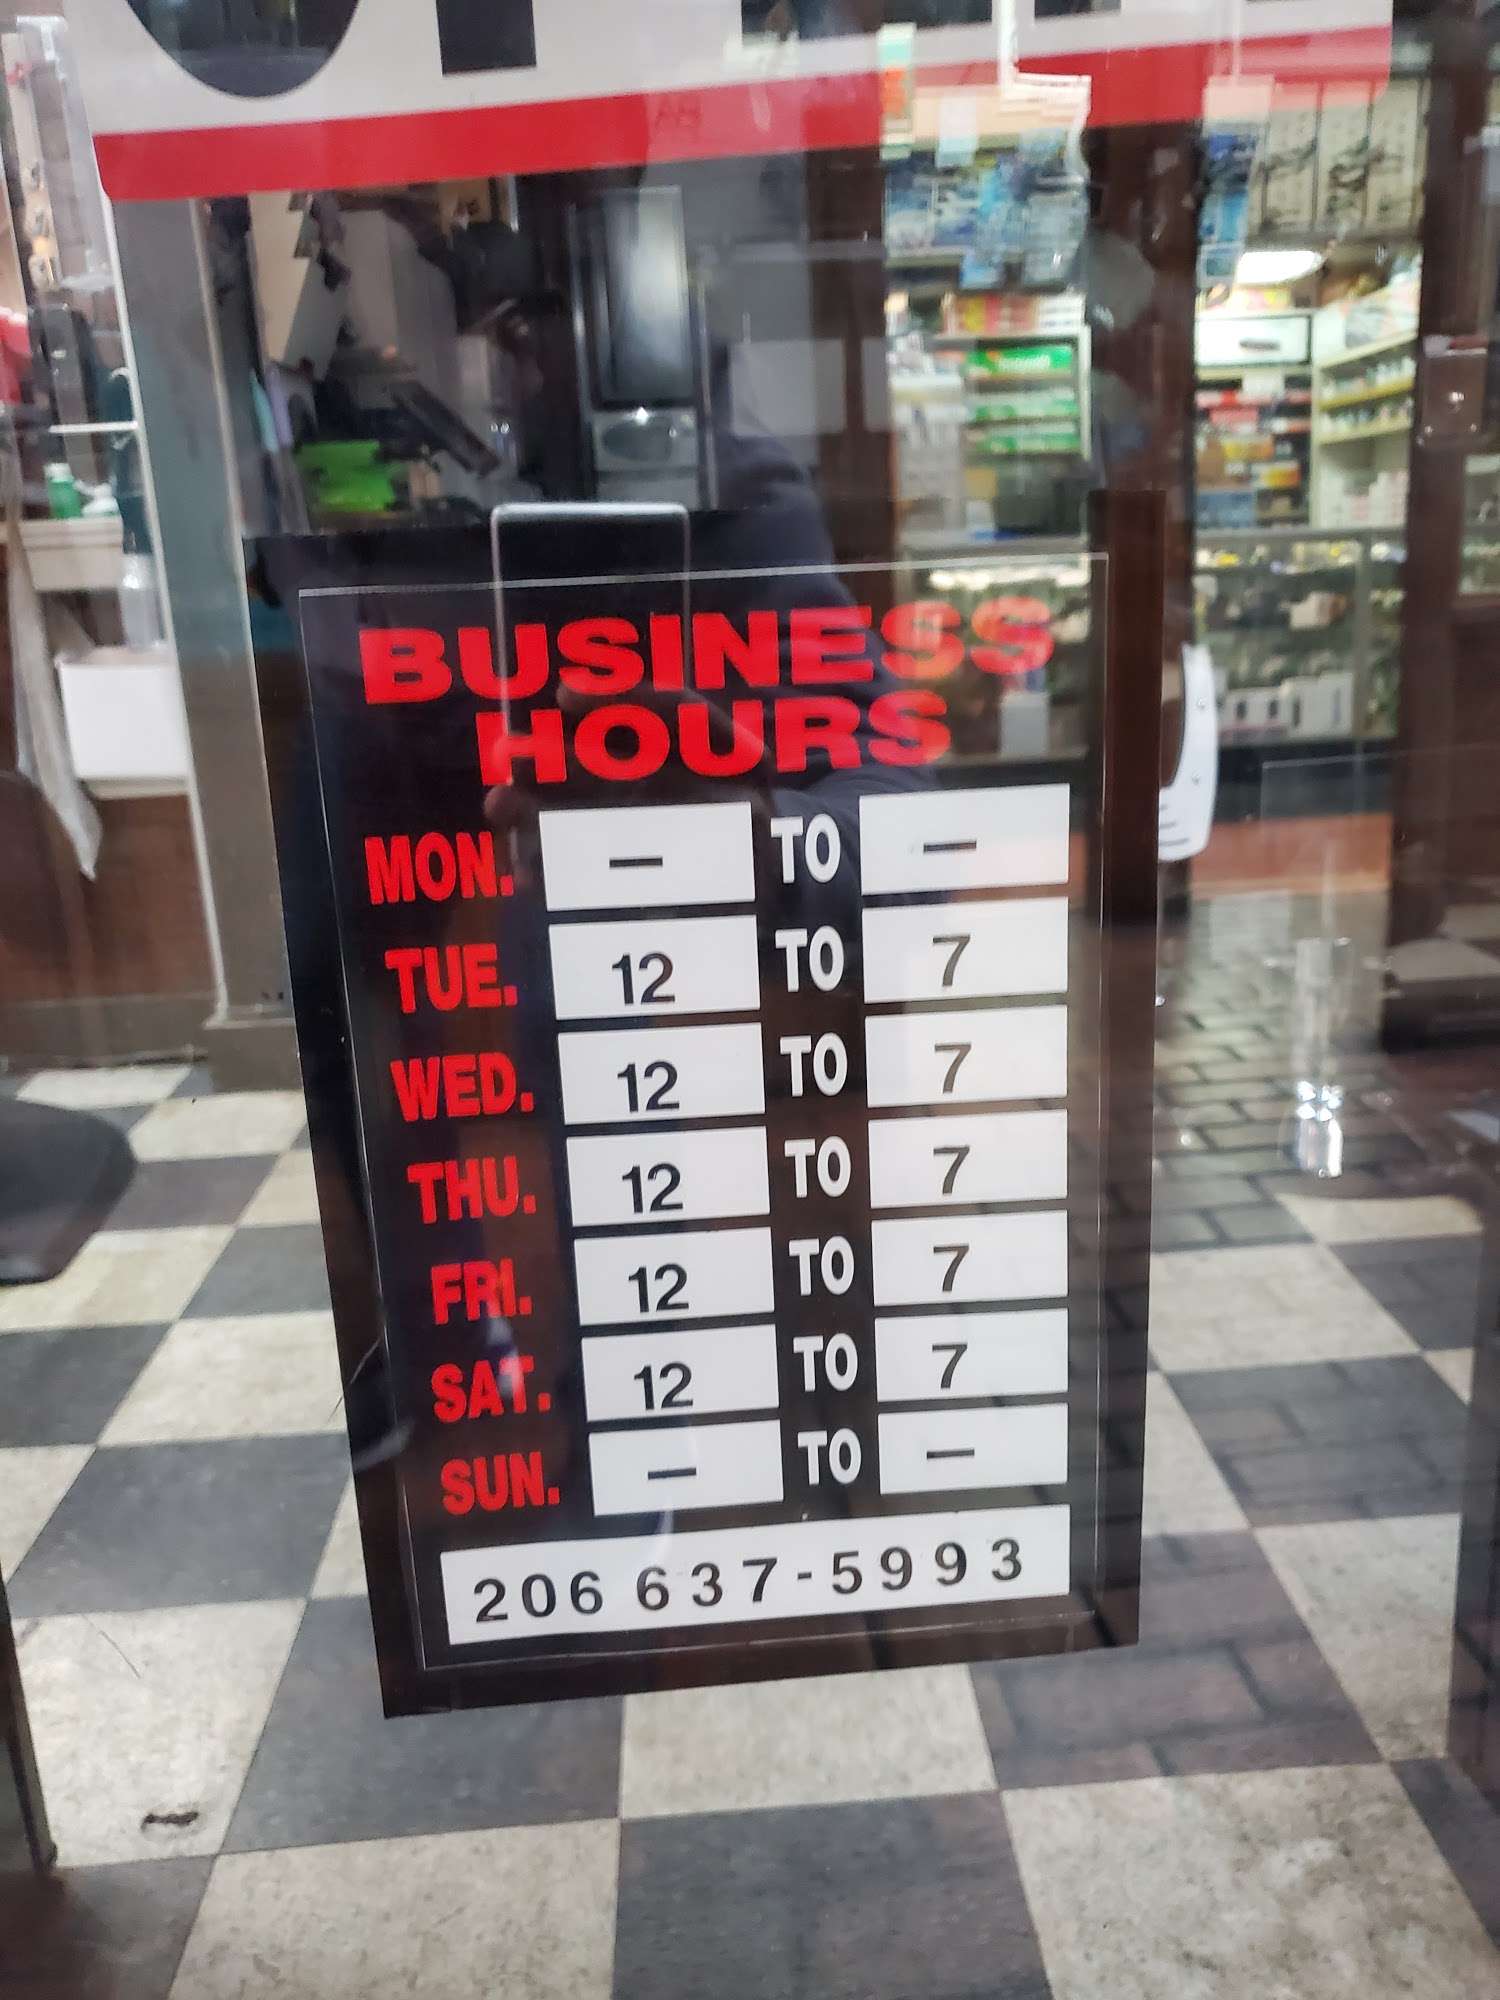 BUSINESS
HOURS
MON. — TO —
TUE. 12 TO 7
WED. 12 TO 7
THU. 12 TO 7
FRI. 12 TO 7
SAT. 12 TO 7
SUN. — TO —
206 637-5993